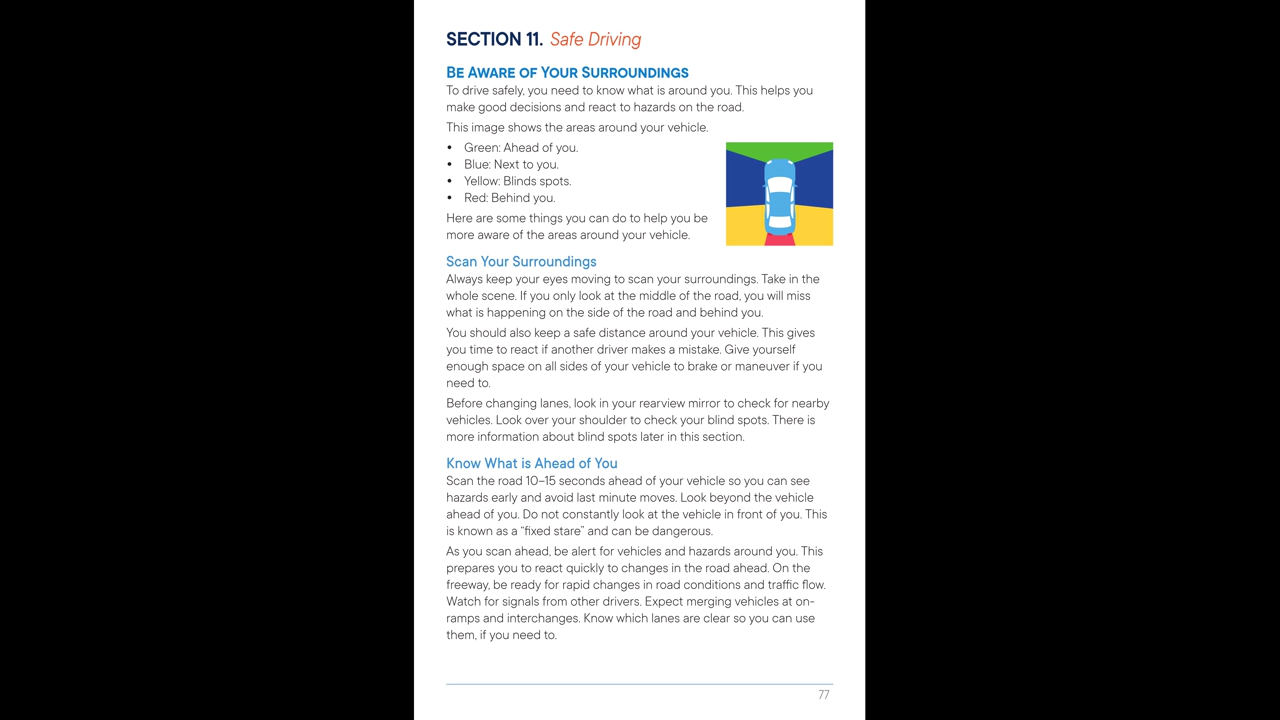 SECTION 11. Safe Driving
BE AWARE OF YOUR SURROUNDINGS
To drive safely, you need to know what is around you. This helps you
make good decisions and react to hazards on the road.
This image shows the areas around your vehicle.
• Green: Ahead of you.
• Blue: Next to you.
• Yellow: Blinds spots.
• Red: Behind you.
Here are some things you can do to help you be
more aware of the areas around your vehicle.
Scan Your Surroundings
Always keep your eyes moving to scan your surroundings. Take in the
whole scene. If you only look at the middle of the road, you will miss
what is happening on the side of the road and behind you.
You should also keep a safe distance around your vehicle. This gives
you time to react if another driver makes a mistake. Give yourself
enough space on all sides of your vehicle to brake or maneuver if you
need to.
Before changing lanes, look in your rearview mirror to check for nearby
vehicles. Look over your shoulder to check your blind spots. There is
more information about blind spots later in this section.
Know What is Ahead of You
Scan the road 10–15 seconds ahead of your vehicle so you can see
hazards early and avoid last minute moves. Look beyond the vehicle
ahead of you. Do not constantly look at the vehicle in front of you. This
is known as a “fixed stare” and can be dangerous.
As you scan ahead, be alert for vehicles and hazards around you. This
prepares you to react quickly to changes in the road ahead. On the
freeway, be ready for rapid changes in road conditions and traffic flow.
Watch for signals from other drivers. Expect merging vehicles at on-
ramps and interchanges. Know which lanes are clear so you can use
them, if you need to.
77